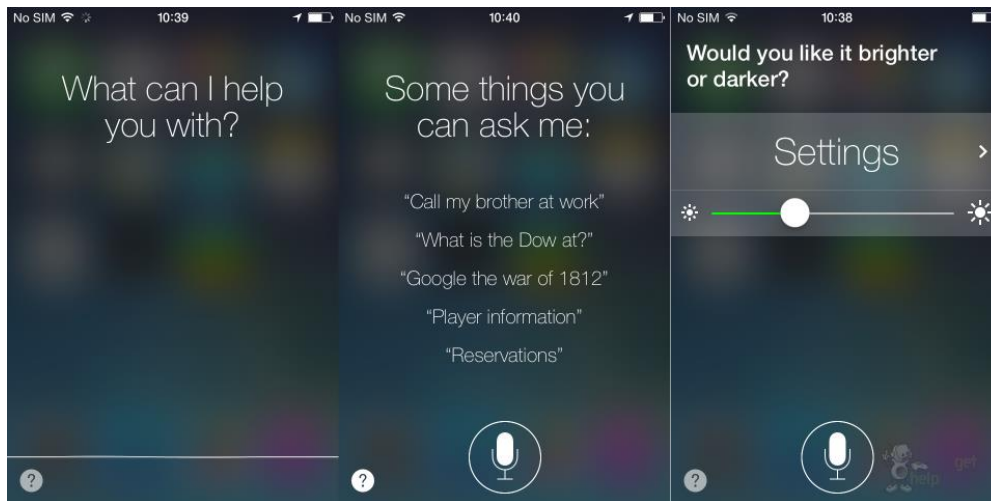 No SIM 10:39
What can I help
you with?
?
No SIM 10:40
Some things you
can ask me:
“Call my brother at work”
“What is the Dow at?”
“Google the war of 1812”
“Player information”
“Reservations”
?
No SIM 10:38
Would you like it brighter
or darker?
Settings
?
get
help